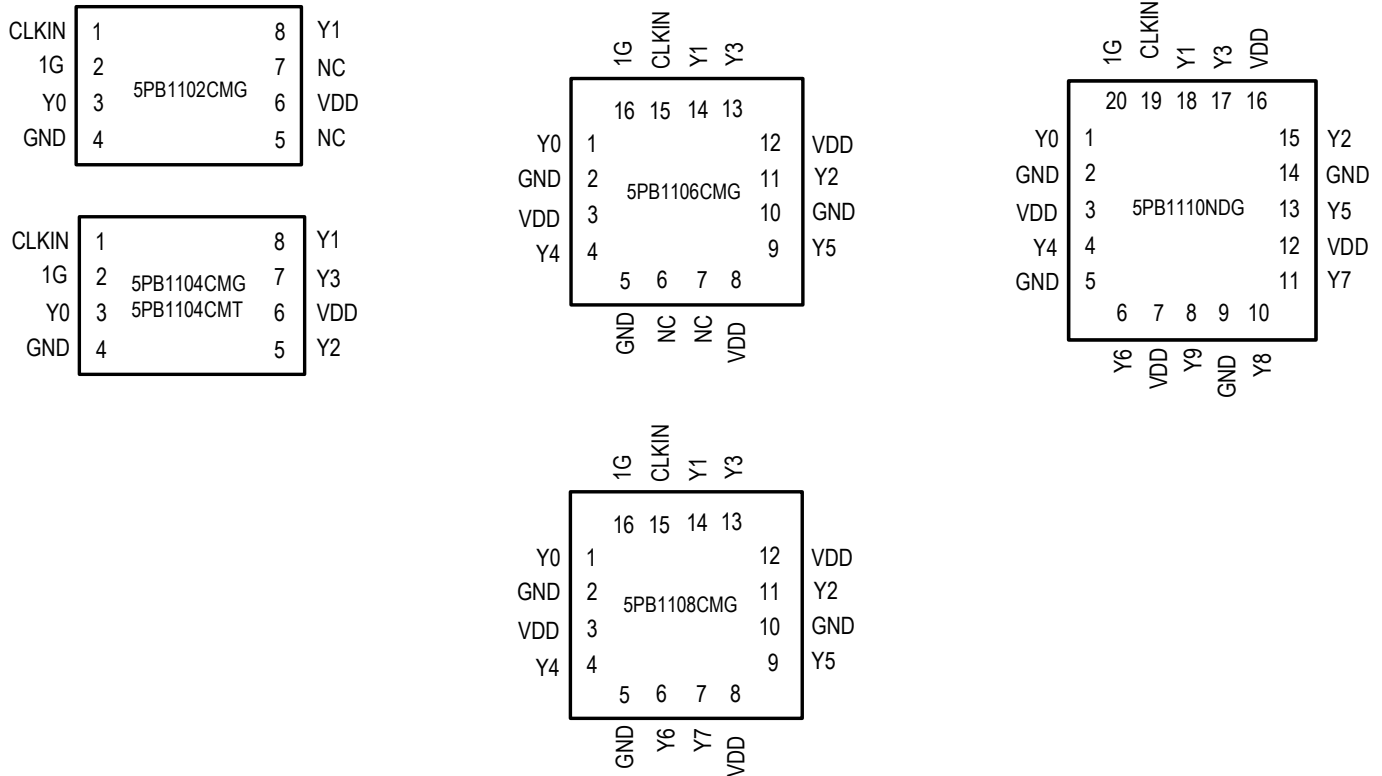 CLKIN 1 8 Y1
1G 2 7 NC
5PB1102CMG
Y0 3 6 VDD
GND 4 5 NC
CLKIN 1 8 Y1
1G 2 5PB1104CMG 7 Y3
Y0 3 5PB1104CMT 6 VDD
GND 4 5 Y2
1G CLKIN Y1 Y3
16 15 14 13
Y0 1 12 VDD
GND 2 11 Y2
5PB1106CMG
VDD 3 10 GND
Y4 4 9 Y5
5 6 7 8
GND NC NC VDD
1G CLKIN Y1 Y3 VDD
20 19 18 17 16
Y0 1 15 Y2
GND 2 14 GND
VDD 3 5PB1110NDG 13 Y5
Y4 4 12 VDD
GND 5 11 Y7
6 7 8 9 10
Y6 VDD Y9 GND Y8
1G CLKIN Y1 Y3
16 15 14 13
Y0 1 12 VDD
GND 2 11 Y2
5PB1108CMG
VDD 3 10 GND
Y4 4 9 Y5
5 6 7 8
GND Y6 Y7 VDD